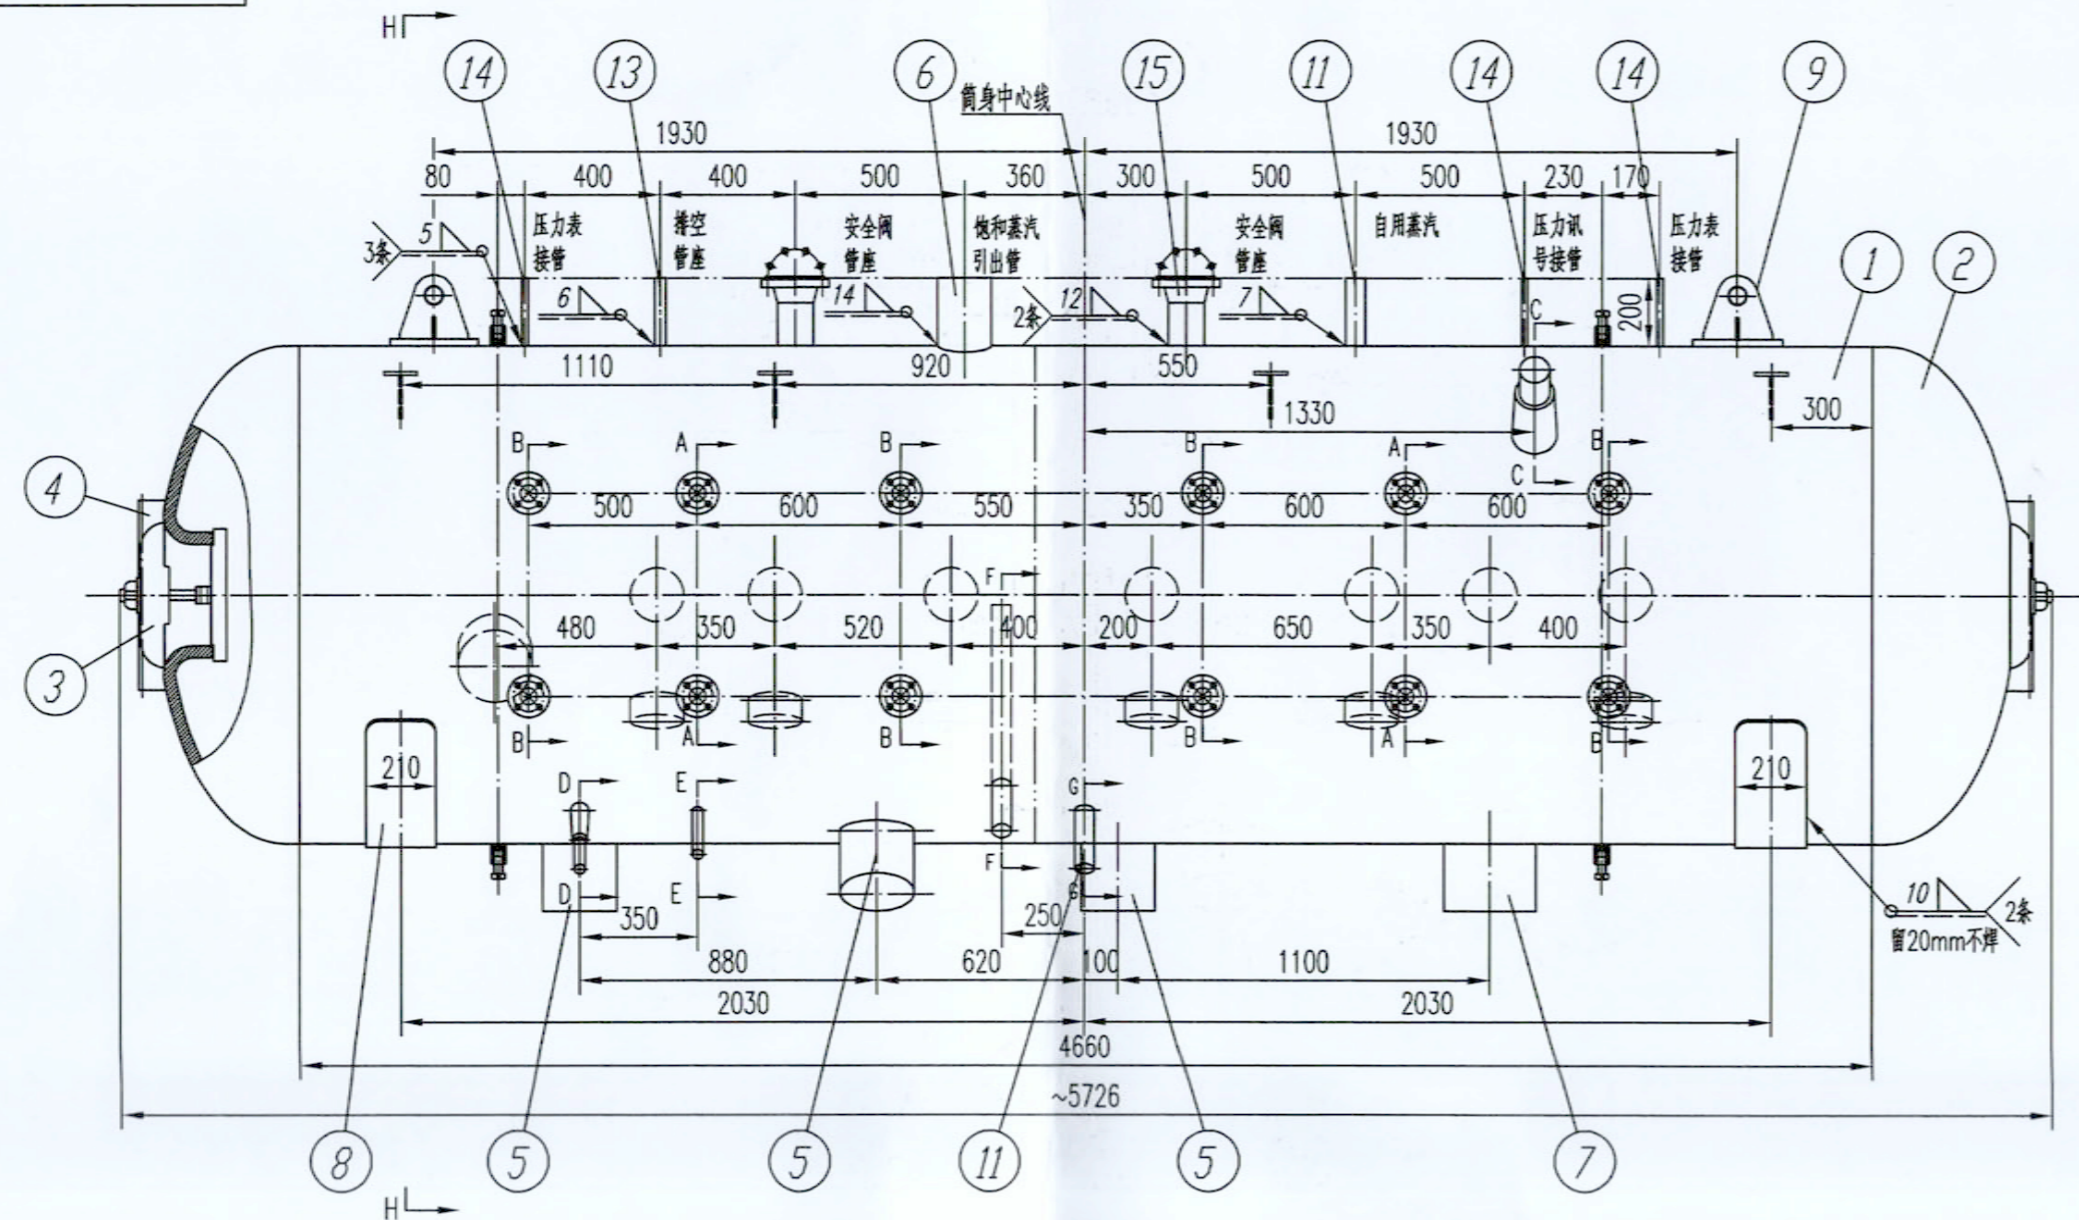 H
14
13
6
15
11
14
14
9
筒身中心线
1930
1930
80
400
400
500
360
300
500
500
230
170
压力表
接管
排空
管座
安全阀
管座
饱和蒸汽
引出管
安全阀
管座
自用蒸汽
压力讯
号接管
压力表
接管
3条
5
6
14
2条
12
7
C
200
1
2
1110
920
550
1330
300
B
A
B
B
A
B
C
4
500
600
550
350
600
600
F
480
350
520
400
200
650
350
400
3
B
A
B
B
A
B
210
D
E
G
210
F
D
E
G
350
250
10
2条
留20mm不焊
880
620
100
1100
2030
2030
4660
~5726
8
5
5
11
5
7
H